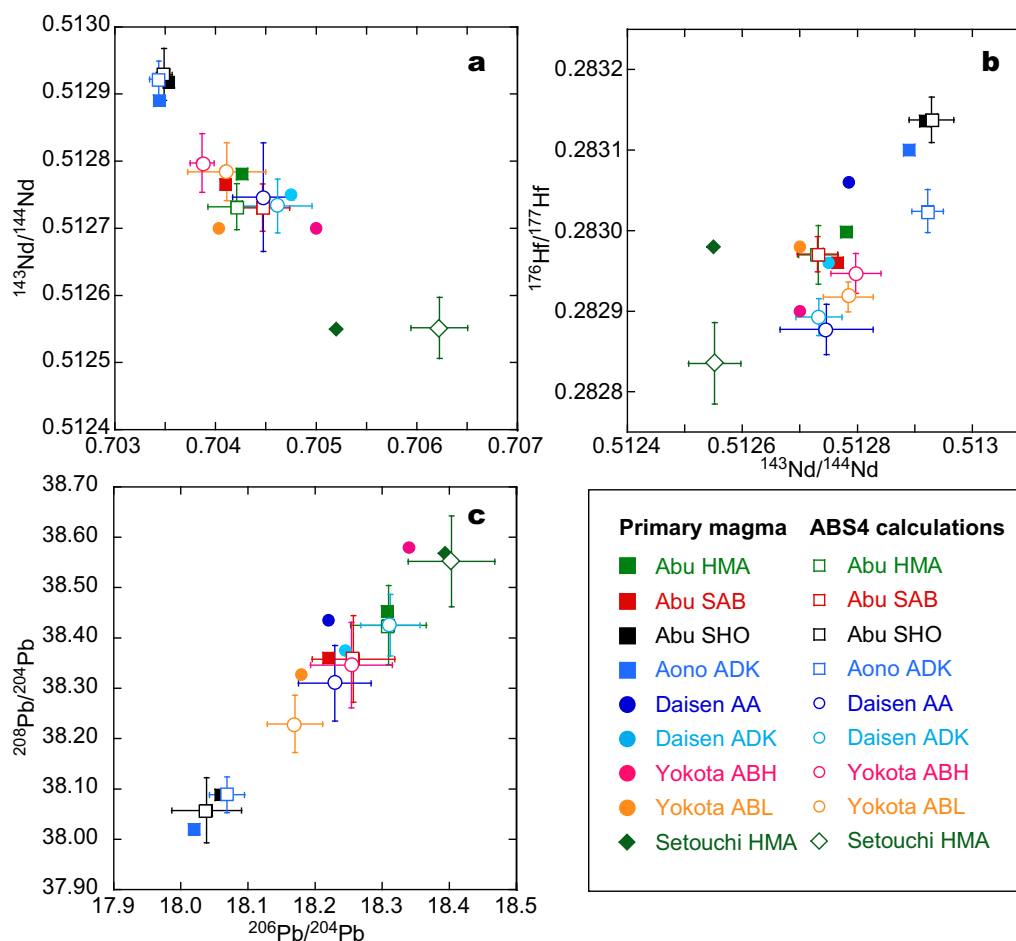 a
0.5130
0.5129
0.5128
0.5127
0.5126
0.5125
0.5124
¹⁴³Nd/¹⁴⁴Nd
0.703 0.704 0.705 0.706 0.707
b
0.2832
0.2831
0.2830
0.2829
0.2828
¹⁷⁶Hf/¹⁷⁷Hf
0.5124 0.5126 0.5128 0.513
¹⁴³Nd/¹⁴⁴Nd
c
38.70
38.60
38.50
38.40
38.30
38.20
38.10
38.00
37.90
²⁰⁸Pb/²⁰⁴Pb
17.9 18.0 18.1 18.2 18.3 18.4 18.5
²⁰⁶Pb/²⁰⁴Pb
Primary magma ABS4 calculations
Abu HMA Abu HMA
Abu SAB Abu SAB
Abu SHO Abu SHO
Aono ADK Aono ADK
Daisen AA Daisen AA
Daisen ADK Daisen ADK
Yokota ABH Yokota ABH
Yokota ABL Yokota ABL
Setouchi HMA Setouchi HMA